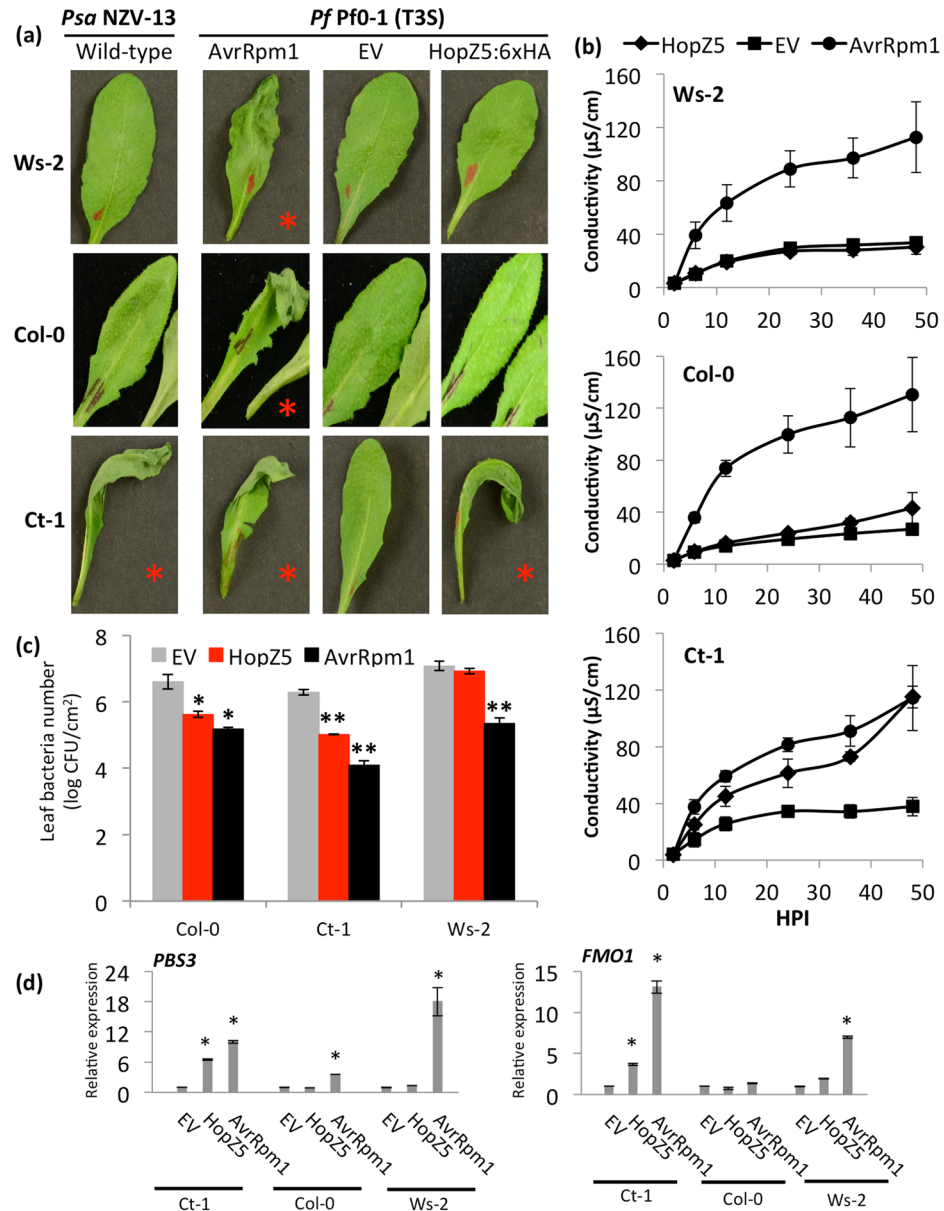 Psa NZV-13 Pf Pf0-1 (T3S)
(a)
Wild-type AvrRpm1 EV HopZ5:6xHA
Ws-2
*
Col-0
*
Ct-1
* * *
(b) HopZ5 EV AvrRpm1
Ws-2
Conductivity (µS/cm)
160
120
80
40
0
0 10 20 30 40 50
Col-0
Conductivity (µS/cm)
160
120
80
40
0
0 10 20 30 40 50
Ct-1
Conductivity (µS/cm)
160
120
80
40
0
0 10 20 30 40 50
HPI
(c)
EV HopZ5 AvrRpm1
Leaf bacteria number
(log CFU/cm²)
8
6
4
2
0
* * ** ** **
Col-0 Ct-1 Ws-2
(d)
PBS3
Relative expression
24
18
12
6
0
* * * *
EV HopZ5 AvrRpm1 EV HopZ5 AvrRpm1 EV HopZ5 AvrRpm1
Ct-1 Col-0 Ws-2
FMO1
Relative expression
15
10
5
0
* * *
EV HopZ5 AvrRpm1 EV HopZ5 AvrRpm1 EV HopZ5 AvrRpm1
Ct-1 Col-0 Ws-2